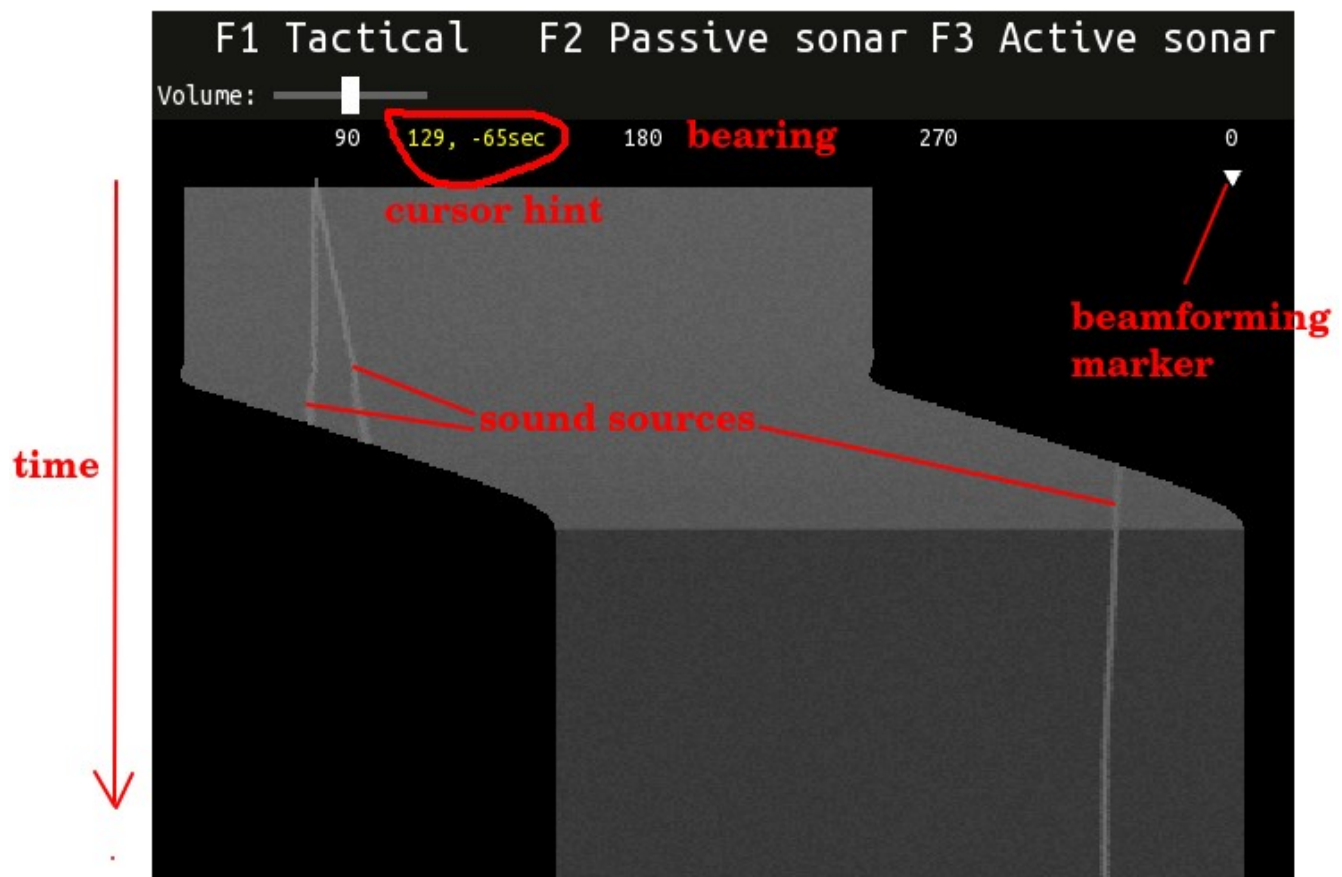 F1 Tactical F2 Passive sonar F3 Active sonar
Volume:
90 129, -65sec 180 bearing 270 0
cursor hint
beamforming
marker
sound sources
time